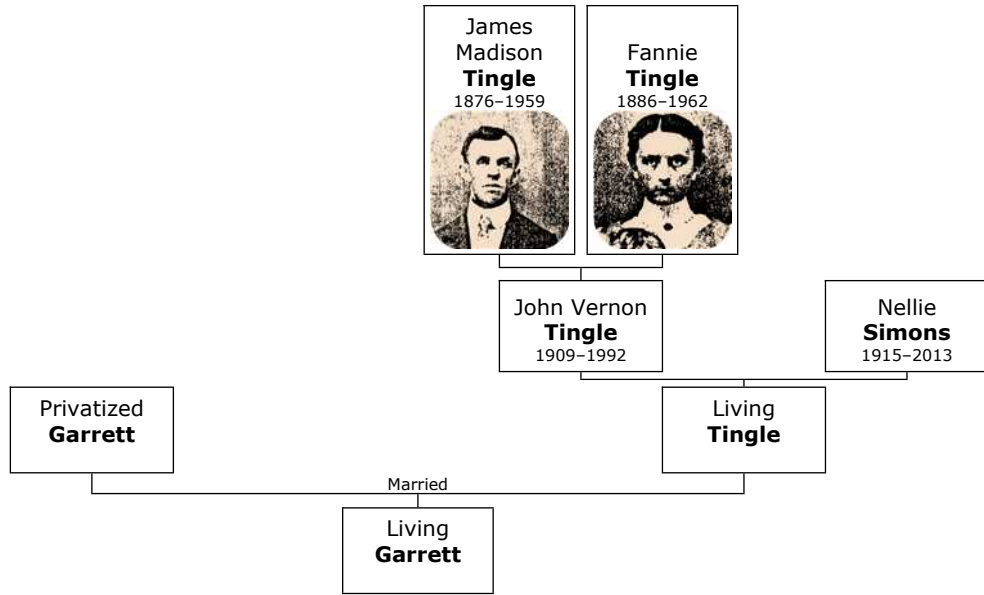 James
Madison
Tingle
1876–1959
Fannie
Tingle
1886–1962
John Vernon
Tingle
1909–1992
Nellie
Simons
1915–2013
Privatized
Garrett
Living
Tingle
Married
Living
Garrett